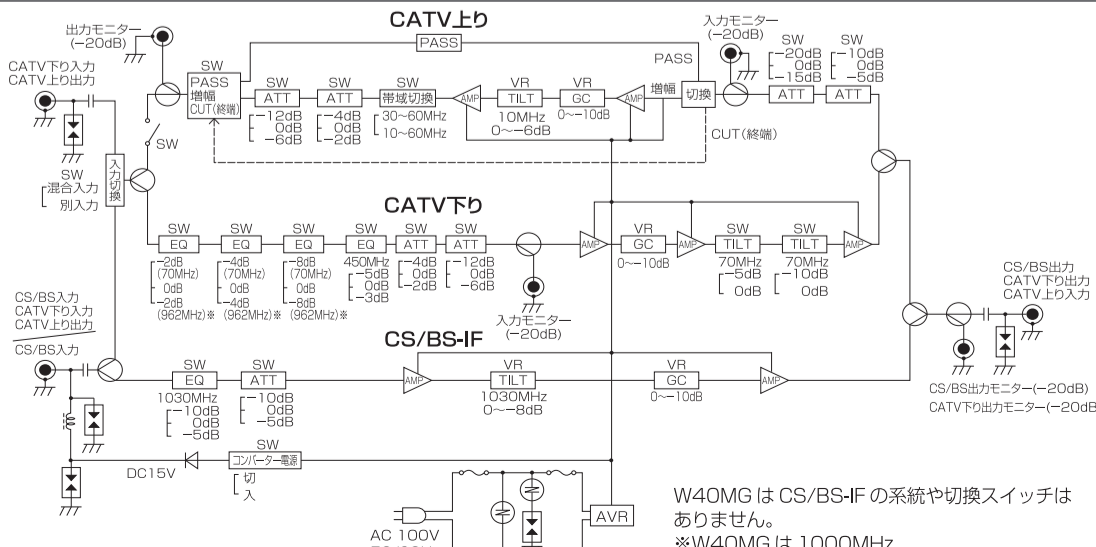 CATV上り
出力モニター
(−20dB)
CATV下り入力
CATV上り出力
SW
PASS
増幅
CUT(終端)
PASS
SW
ATT
−12dB
0dB
−6dB
SW
ATT
−4dB
0dB
−2dB
SW
帯域切換
30~60MHz
10~60MHz
AMP
VR
TILT
10MHz
0~−6dB
VR
GC
0~−10dB
AMP
増幅
PASS
切換
CUT(終端)
入力モニター
(−20dB)
SW
−20dB
0dB
−15dB
ATT
SW
−10dB
0dB
−5dB
ATT
SW
入力切換
SW
混合入力
別入力
CATV下り
SW
EQ
−2dB
(70MHz)
0dB
−2dB
(962MHz)※
SW
EQ
−4dB
(70MHz)
0dB
−4dB
(962MHz)※
SW
EQ
−8dB
(70MHz)
0dB
−8dB
(962MHz)※
SW
EQ
450MHz
−5dB
0dB
−3dB
SW
ATT
−4dB
0dB
−2dB
SW
ATT
−12dB
0dB
−6dB
入力モニター
(−20dB)
AMP
VR
GC
0~−10dB
AMP
SW
TILT
70MHz
−5dB
0dB
SW
TILT
70MHz
−10dB
0dB
AMP
CS/BS出力
CATV下り出力
CATV上り入力
CS/BS出力モニター(−20dB)
CATV下り出力モニター(−20dB
CS/BS入力
CATV下り入力
CATV上り出力
CS/BS入力
CS/BS-IF
SW
EQ
1030MHz
−10dB
0dB
−5dB
SW
ATT
−10dB
0dB
−5dB
AMP
VR
TILT
1030MHz
0~−8dB
VR
GC
0~−10dB
AMP
DC15V
SW
コンバーター電源
切
入
AC 100V
AVR
W40MG は CS/BS-IF の系統や切換スイッチは
ありません。
※W40MG は 1000MHz